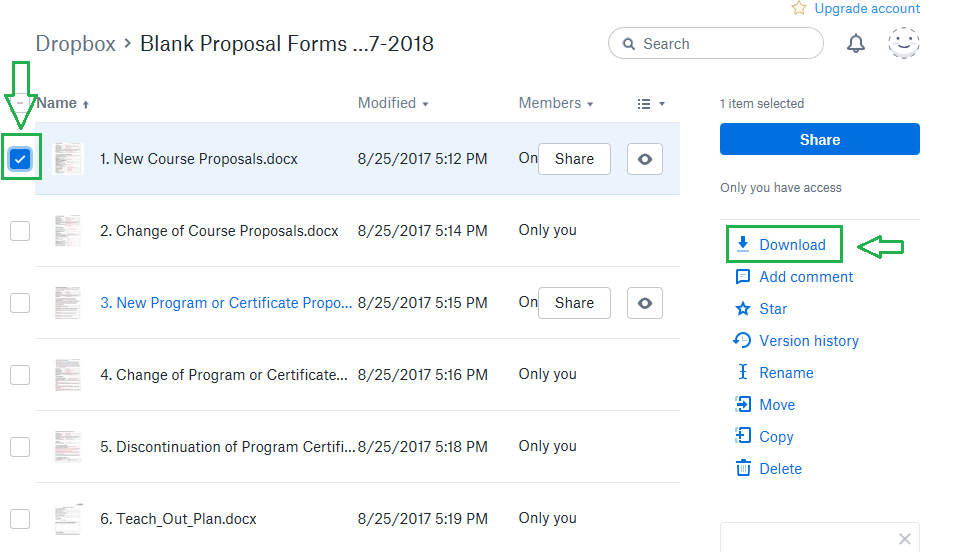 Upgrade account
Dropbox › Blank Proposal Forms ...7-2018
Search
Name Modified Members
1 item selected
1. New Course Proposals.docx 8/25/2017 5:12 PM On Share
Share
Only you have access
2. Change of Course Proposals.docx 8/25/2017 5:14 PM Only you
Download
Add comment
3. New Program or Certificate Propo... 8/25/2017 5:15 PM On Share
Star
Version history
Rename
4. Change of Program or Certificate... 8/25/2017 5:16 PM Only you
Move
Copy
5. Discontinuation of Program Certifi... 8/25/2017 5:18 PM Only you
Delete
6. Teach_Out_Plan.docx 8/25/2017 5:19 PM Only you